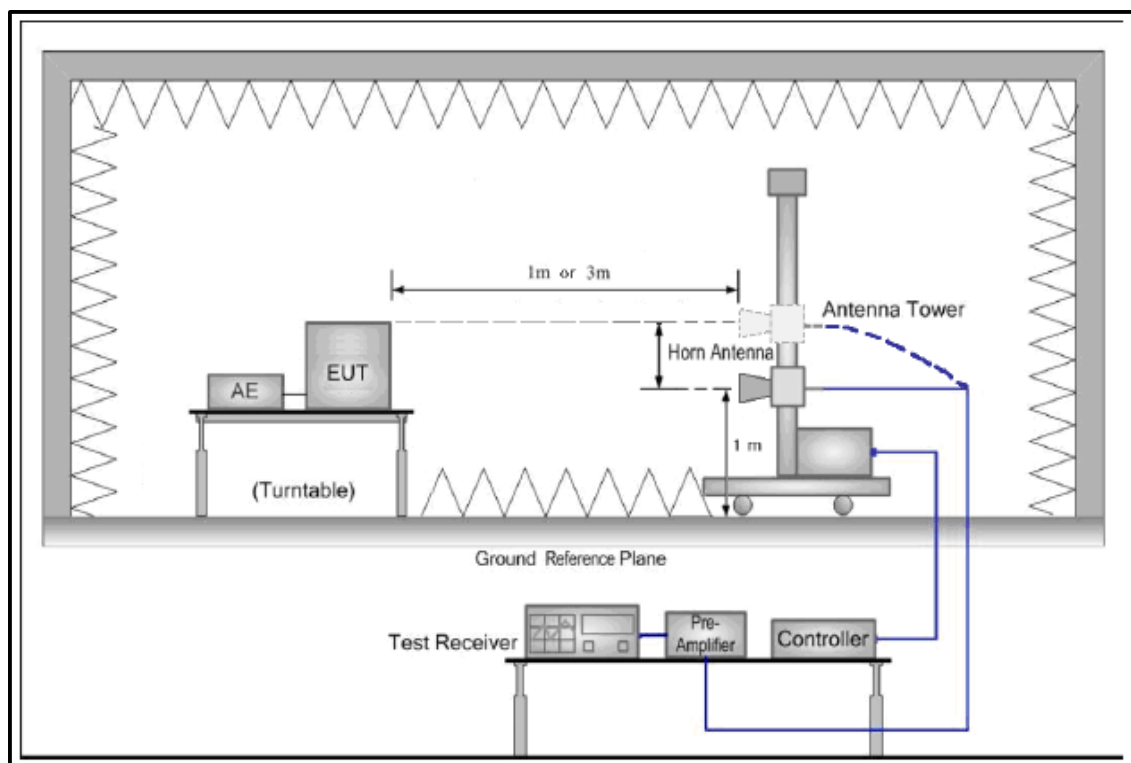 1m or 3m
Antenna Tower
Horn Antenna
EUT
AE
1 m
(Turntable)
Ground Reference Plane
Test Receiver
Pre-
Amplifier
Controller